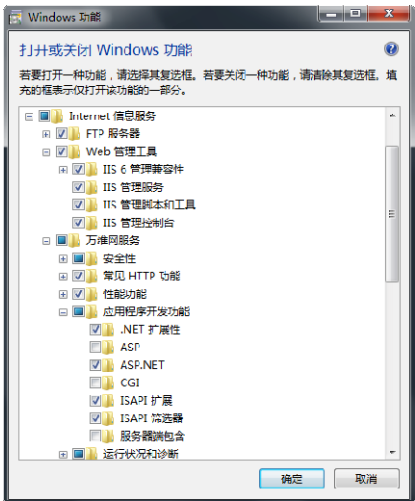 Windows 功能
打开或关闭 Windows 功能
若要打开一种功能，请选择其复选框。若要关闭一种功能，请清除其复选框。填
充的框表示仅打开该功能的一部分。
Internet 信息服务
FTP 服务器
Web 管理工具
IIS 6 管理兼容性
IIS 管理服务
IIS 管理脚本和工具
IIS 管理控制台
万维网服务
安全性
常见 HTTP 功能
性能功能
应用程序开发功能
.NET 扩展性
ASP
ASP.NET
CGI
ISAPI 扩展
ISAPI 筛选器
服务器端包含
运行状况和诊断
确定
取消